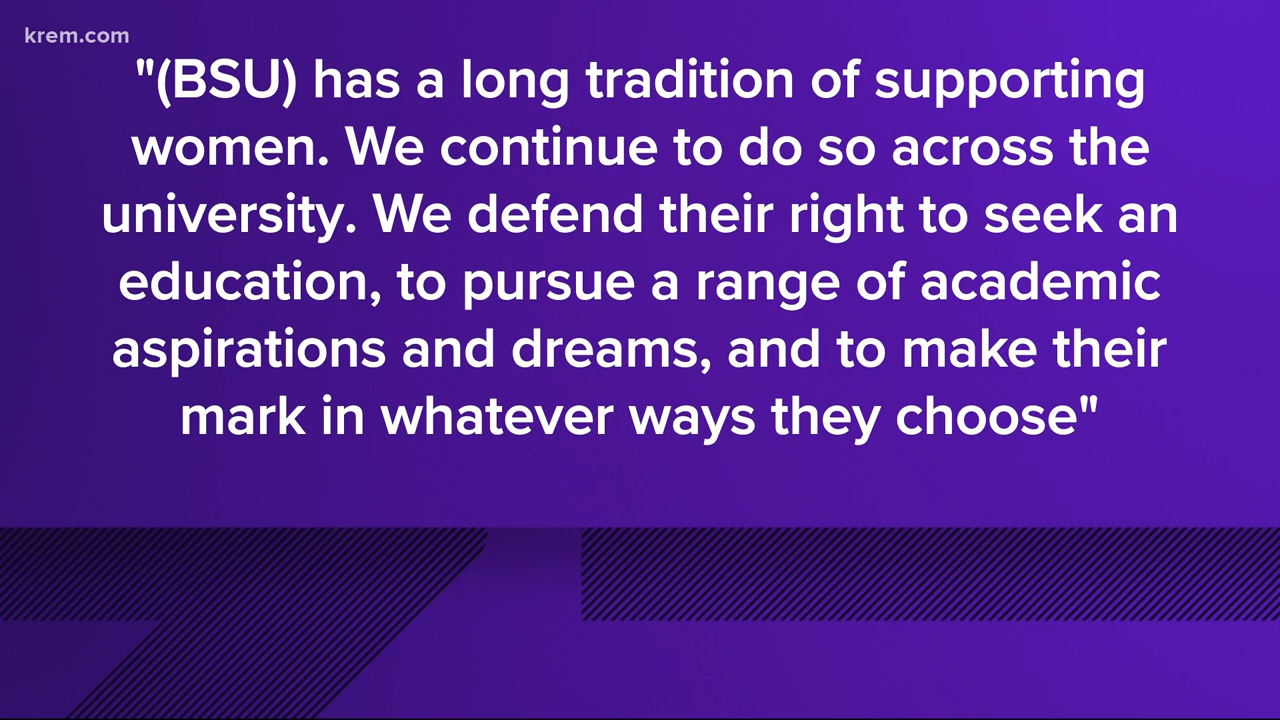 krem.com
"(BSU) has a long tradition of supporting
women. We continue to do so across the
university. We defend their right to seek an
education, to pursue a range of academic
aspirations and dreams, and to make their
mark in whatever ways they choose"